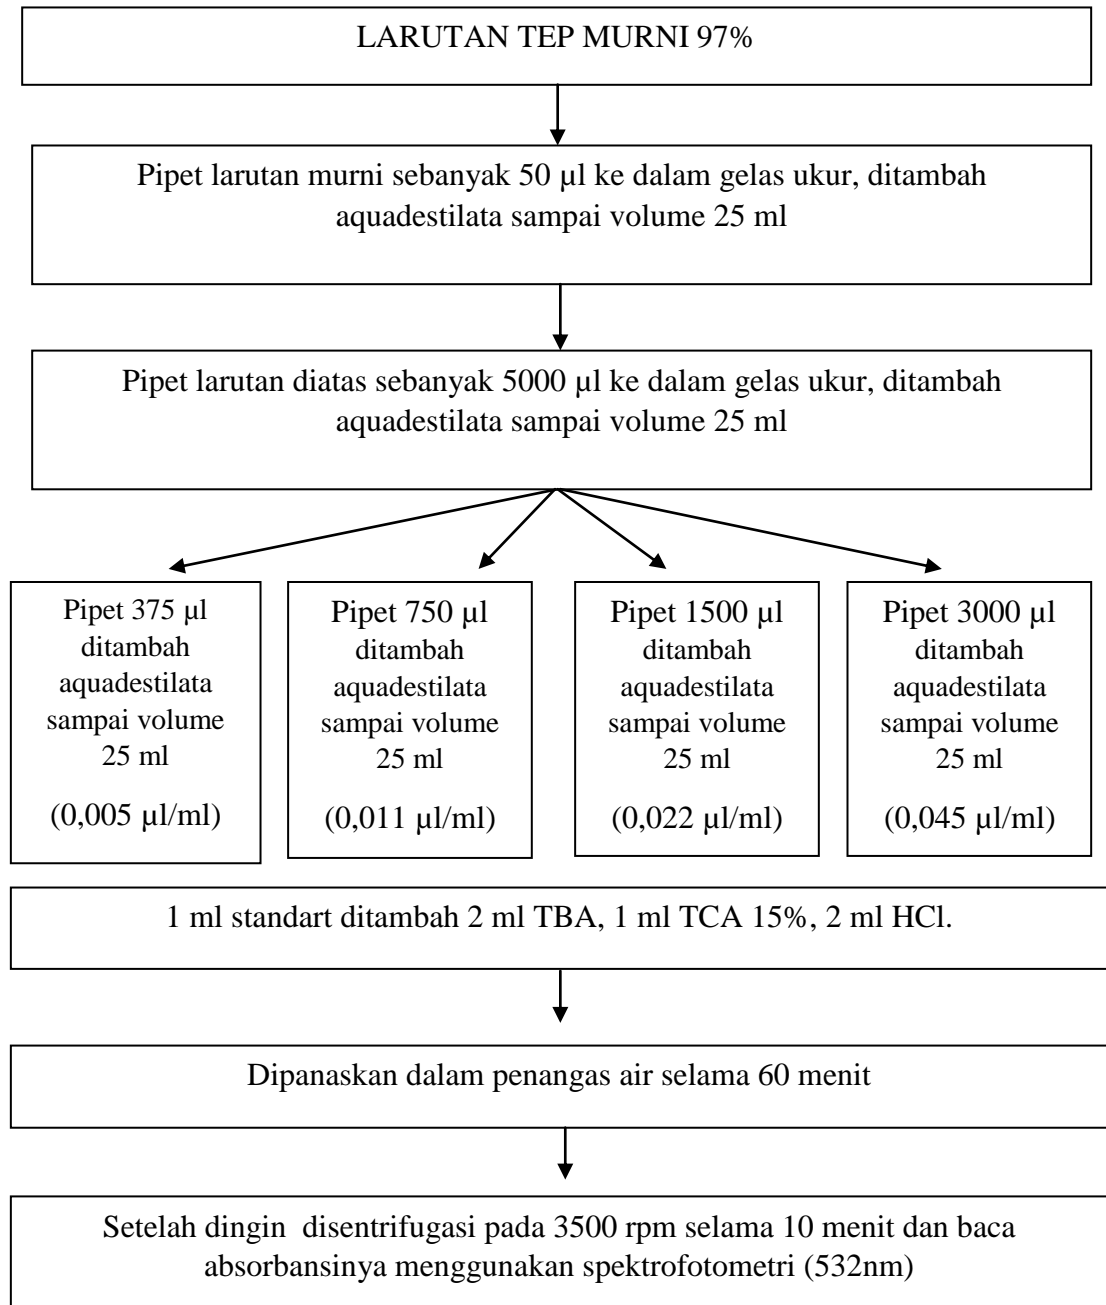 LARUTAN TEP MURNI 97%
Pipet larutan murni sebanyak 50 µl ke dalam gelas ukur, ditambah
aquadestilata sampai volume 25 ml
Pipet larutan diatas sebanyak 5000 µl ke dalam gelas ukur, ditambah
aquadestilata sampai volume 25 ml
Pipet 375 µl
ditambah
aquadestilata
sampai volume
25 ml
(0,005 µl/ml)
Pipet 750 µl
ditambah
aquadestilata
sampai volume
25 ml
(0,011 µl/ml)
Pipet 1500 µl
ditambah
aquadestilata
sampai volume
25 ml
(0,022 µl/ml)
Pipet 3000 µl
ditambah
aquadestilata
sampai volume
25 ml
(0,045 µl/ml)
1 ml standart ditambah 2 ml TBA, 1 ml TCA 15%, 2 ml HCl.
Dipanaskan dalam penangas air selama 60 menit
Setelah dingin disentrifugasi pada 3500 rpm selama 10 menit dan baca
absorbansinya menggunakan spektrofotometri (532nm)